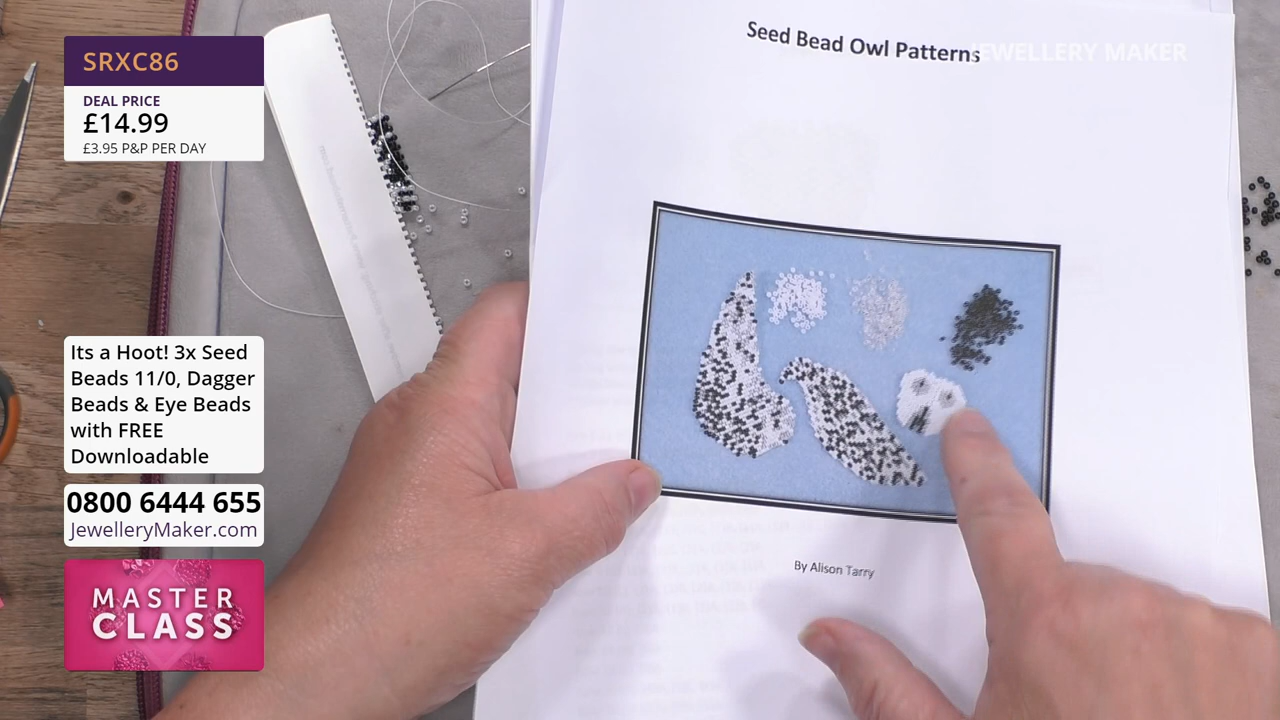 SRXC86
DEAL PRICE
£14.99
£3.95 P&P PER DAY
Its a Hoot! 3x Seed
Beads 11/0, Dagger
Beads & Eye Beads
with FREE
Downloadable
0800 6444 655
JewelleryMaker.com
MASTER
CLASS
Seed Bead Owl Patterns
JEWELLERY MAKER
By Alison Tarry